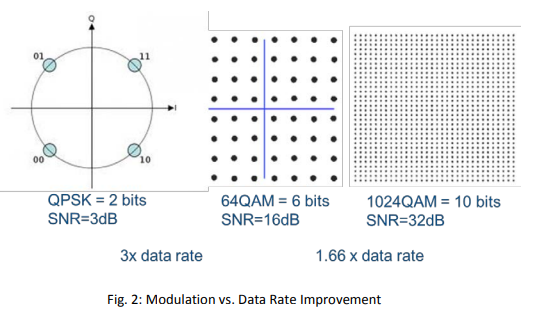 Q
01
11
I
00
10
QPSK = 2 bits
SNR=3dB
64QAM = 6 bits
SNR=16dB
1024QAM = 10 bits
SNR=32dB
3x data rate
1.66 x data rate
Fig. 2: Modulation vs. Data Rate Improvement